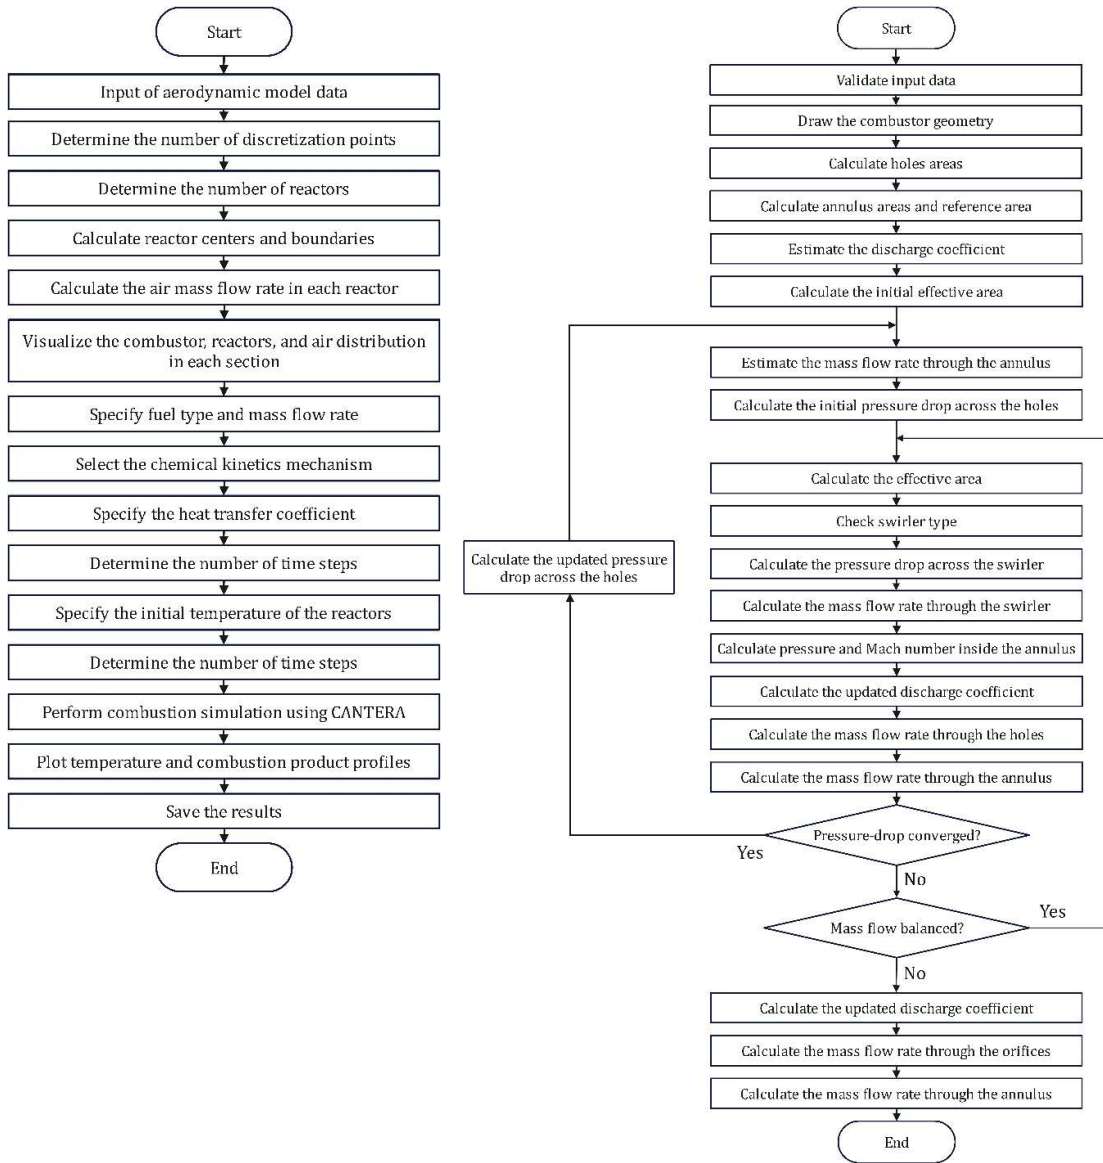 Start
Input of aerodynamic model data
Determine the number of discretization points
Determine the number of reactors
Calculate reactor centers and boundaries
Calculate the air mass flow rate in each reactor
Visualize the combustor, reactors, and air distribution
in each section
Specify fuel type and mass flow rate
Select the chemical kinetics mechanism
Specify the heat transfer coefficient
Determine the number of time steps
Specify the initial temperature of the reactors
Determine the number of time steps
Perform combustion simulation using CANTERA
Plot temperature and combustion product profiles
Save the results
End
Start
Validate input data
Draw the combustor geometry
Calculate holes areas
Calculate annulus areas and reference area
Estimate the discharge coefficient
Calculate the initial effective area
Estimate the mass flow rate through the annulus
Calculate the initial pressure drop across the holes
Calculate the effective area
Check swirler type
Calculate the pressure drop across the swirler
Calculate the mass flow rate through the swirler
Calculate pressure and Mach number inside the annulus
Calculate the updated discharge coefficient
Calculate the mass flow rate through the holes
Calculate the mass flow rate through the annulus
Pressure-drop converged?
Yes
Calculate the updated pressure
drop across the holes
No
Mass flow balanced?
Yes
No
Calculate the updated discharge coefficient
Calculate the mass flow rate through the orifices
Calculate the mass flow rate through the annulus
End